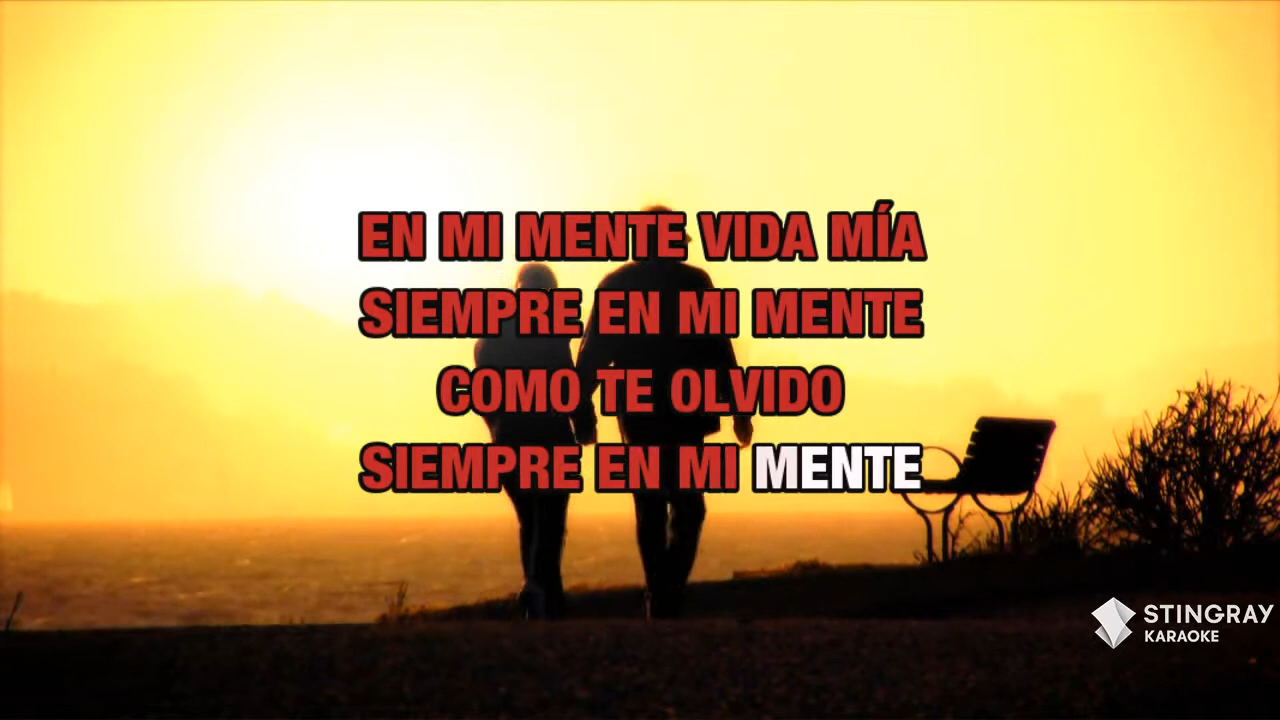 EN MI MENTE VIDA MÍA
SIEMPRE EN MI MENTE
COMO TE OLVIDO
SIEMPRE EN MI MENTE
STINGRAY
KARAOKE